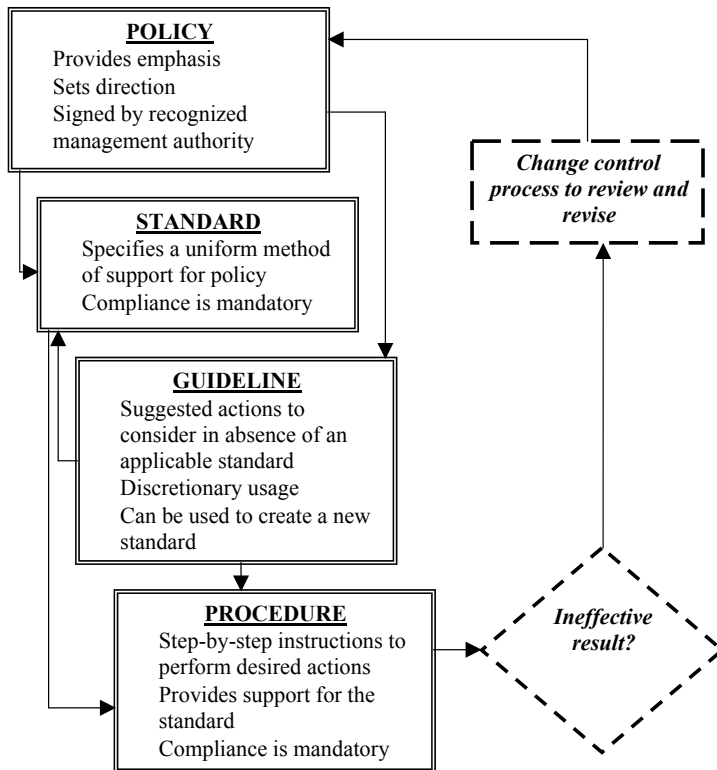 POLICY
Provides emphasis
Sets direction
Signed by recognized
management authority
Change control
process to review and
revise
STANDARD
Specifies a uniform method
of support for policy
Compliance is mandatory
GUIDELINE
Suggested actions to
consider in absence of an
applicable standard
Discretionary usage
Can be used to create a new
standard
PROCEDURE
Step-by-step instructions to
perform desired actions
Provides support for the
standard
Compliance is mandatory
Ineffective
result?